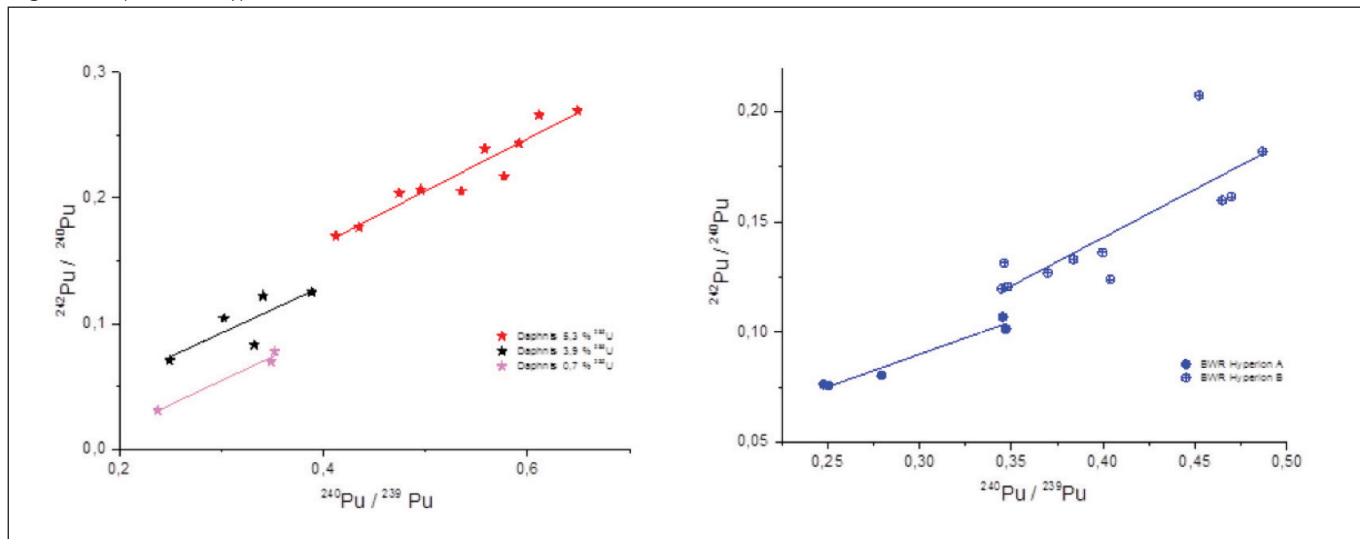 0,3
0,2
0,1
0,0
0,2
0,4
0,6
²⁴²Pu / ²⁴⁰Pu
²⁴⁰Pu / ²³⁹ Pu
Daphnis 5,3 % ²³⁵U
Daphnis 3,9 % ²³⁵U
Daphnis 0,7 % ²³⁵U
0,20
0,15
0,10
0,05
0,25
0,30
0,35
0,40
0,45
0,50
²⁴²Pu / ²⁴⁰Pu
²⁴⁰Pu / ²³⁹Pu
BWR Hyperion A
BWR Hyperion B